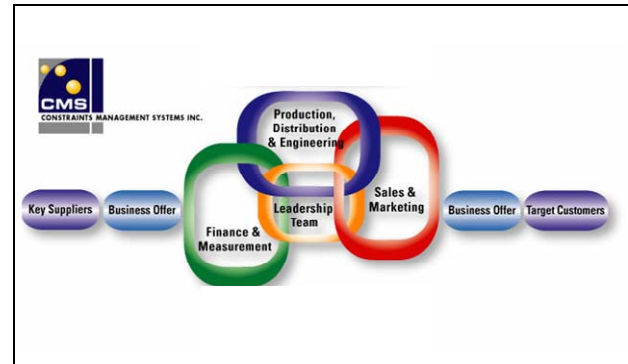 CMS
CONSTRAINTS MANAGEMENT SYSTEMS INC.
Production,
Distribution
& Engineering
Key Suppliers
Business Offer
Finance &
Measurement
Leadership
Team
Sales &
Marketing
Business Offer
Target Customers